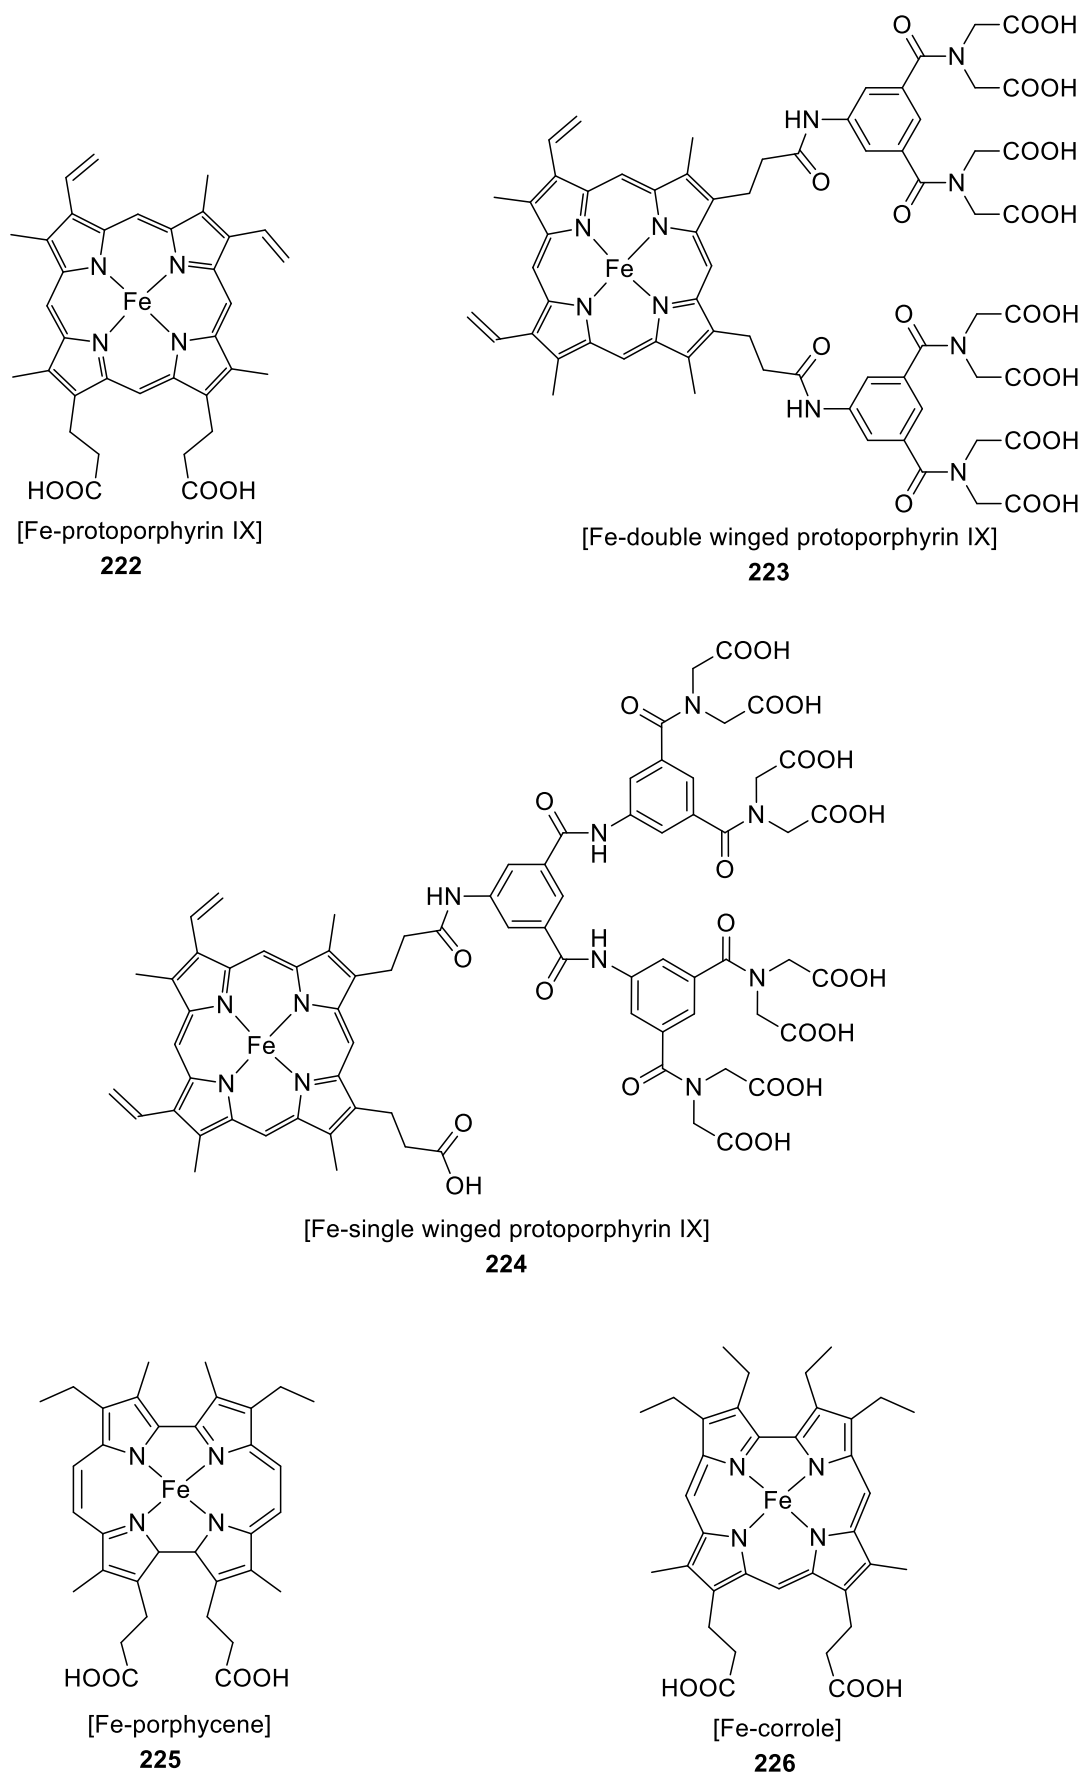 O
COOH
N
COOH
HN
COOH
O
N
O
COOH
N
N
Fe
N
N
N
N
Fe
N
N
O
COOH
N
COOH
O
HN
COOH
N
O
COOH
HOOC
COOH
[Fe-protoporphyrin IX]
222
[Fe-double winged protoporphyrin IX]
223
COOH
O
N
COOH
COOH
O
N
COOH
N
H
O
HN
O
H
N
O
O
N
COOH
COOH
N
N
Fe
N
N
O
N
COOH
COOH
O
OH
[Fe-single winged protoporphyrin IX]
224
N
N
Fe
N
N
HOOC
COOH
[Fe-porphycene]
225
N
N
Fe
N
N
HOOC
COOH
[Fe-corrole]
226